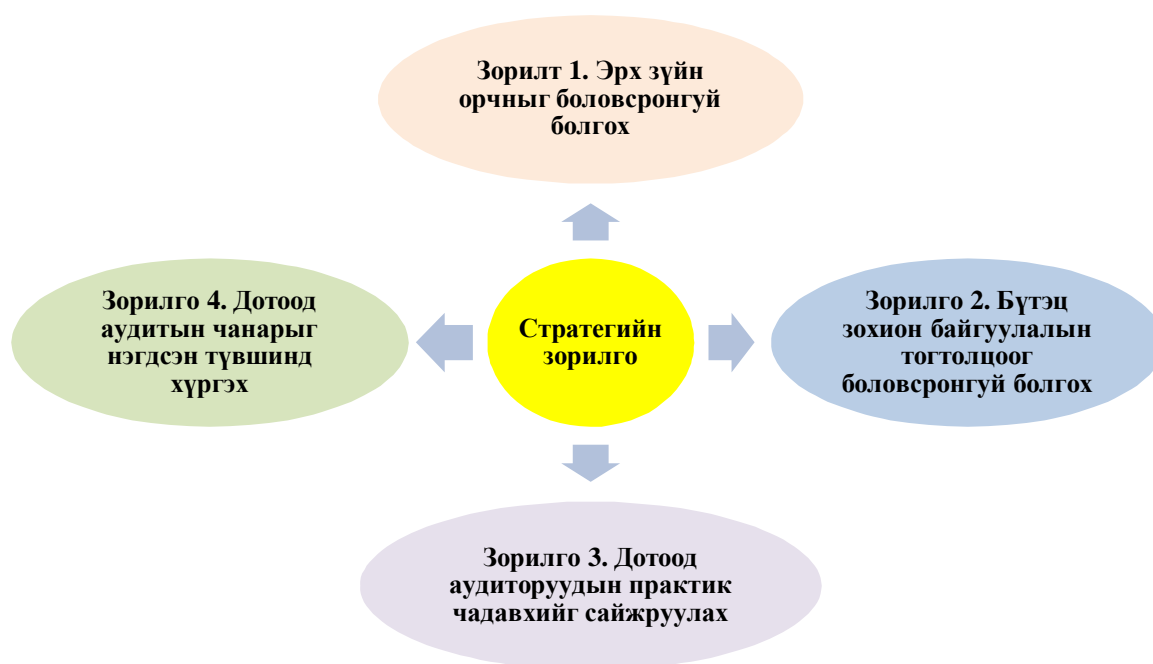 Зорилт 1. Эрх зүйн
орчныг боловсронгуй
болгох
Зорилго 4. Дотоод
аудитын чанарыг
нэгдсэн түвшинд
хүргэх
Стратегийн
зорилго
Зорилго 2. Бүтэц
зохион байгуулалын
тогтолцоог
боловсронгуй болгох
Зорилго 3. Дотоод
аудиторуудын практик
чадавхийг сайжруулах